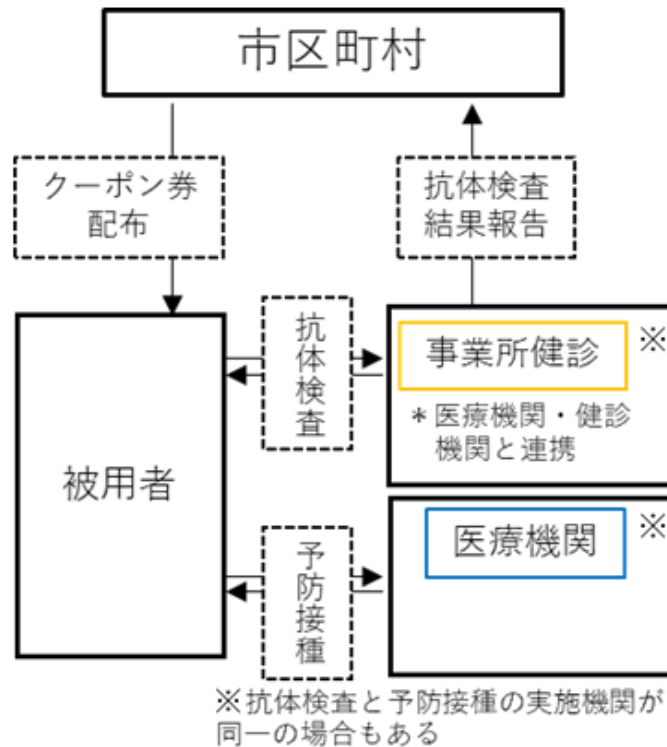 市区町村
クーポン券
配布
抗体検査
結果報告
被用者
抗体検査
事業所健診
※
＊医療機関・健診
機関と連携
予防接種
医療機関
※
※抗体検査と予防接種の実施機関が
同一の場合もある